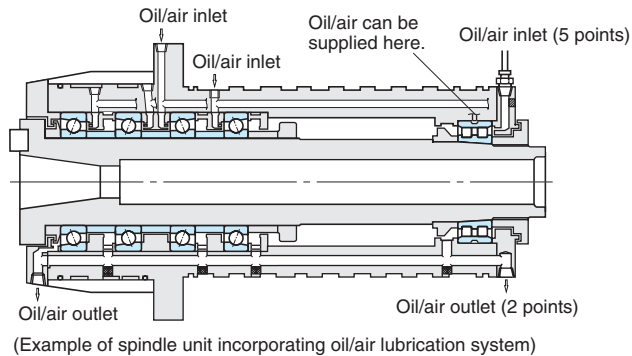 Oil/air inlet
Oil/air inlet
Oil/air can be
supplied here.
Oil/air inlet (5 points)
Oil/air outlet
Oil/air outlet (2 points)
(Example of spindle unit incorporating oil/air lubrication system)